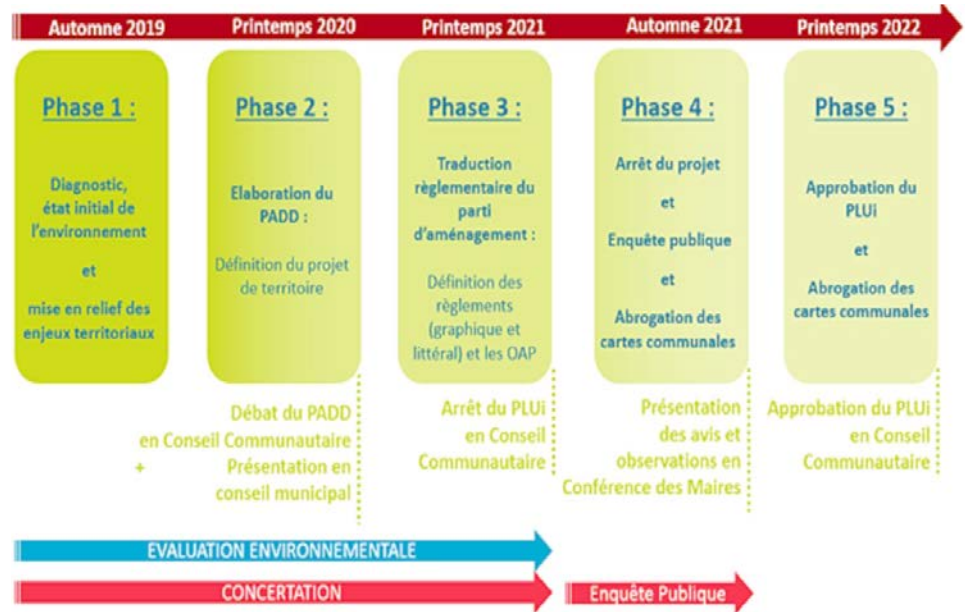 Automne 2019
Printemps 2020
Printemps 2021
Automne 2021
Printemps 2022
Phase 1 :
Diagnostic,
état initial de
l'environnement
et
mise en relief des
enjeux territoriaux
Phase 2 :
Elaboration du
PADD :
Définition du projet
de territoire
Phase 3 :
Traduction
règlementaire du
parti
d'aménagement :
Définition des
règlements
(graphique et
littéral) et les OAP
Phase 4 :
Arrêt du projet
et
Enquête publique
et
Abrogation des
cartes communales
Phase 5 :
Approbation du
PLUi
et
Abrogation des
cartes communales
Débat du PADD
en Conseil Communautaire
+
Présentation en
conseil municipal
Arrêt du PLUi
en Conseil
Communautaire
Présentation
des avis et
observations en
Conférence des Maires
Approbation du PLUi
en Conseil
Communautaire
EVALUATION ENVIRONNEMENTALE
CONCERTATION
Enquête Publique